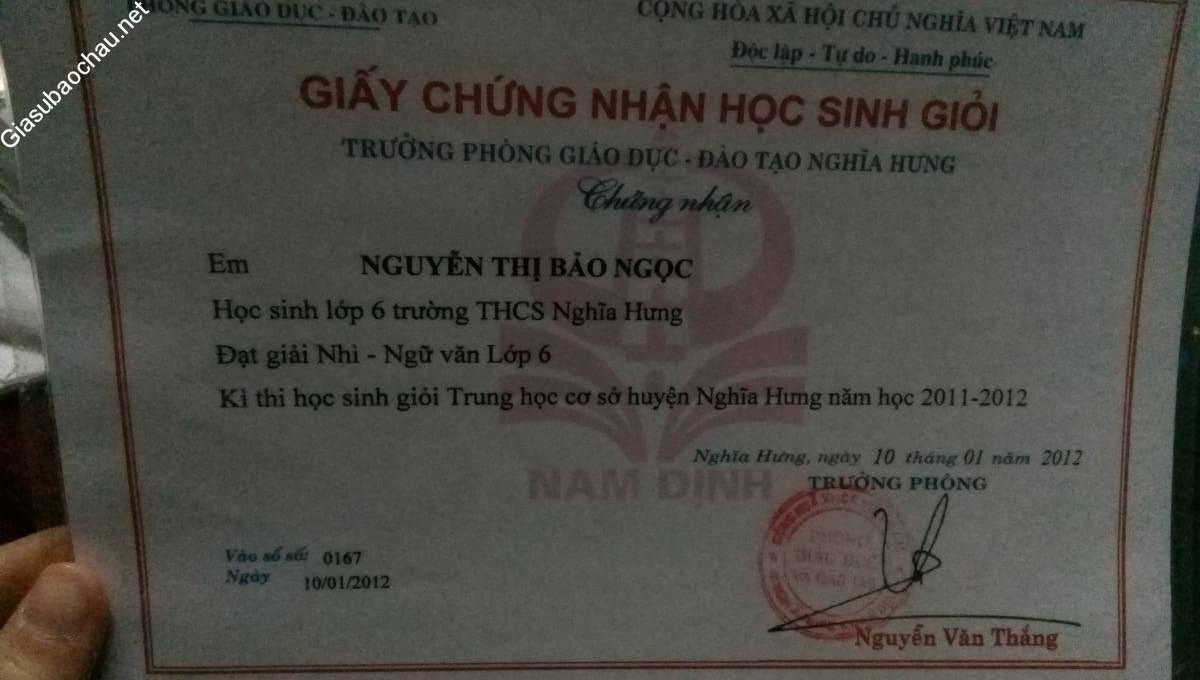 GIÁO DỤC - ĐÀO TẠO
CỘNG HÒA XÃ HỘI CHỦ NGHĨA VIỆT NAM
Độc lập - Tự do - Hạnh phúc
Giasubaochau.net
GIẤY CHỨNG NHẬN HỌC SINH GIỎI
TRƯỞNG PHÒNG GIÁO DỤC - ĐÀO TẠO NGHĨA HƯNG
Chứng nhận
Em NGUYỄN THỊ BẢO NGỌC
Học sinh lớp 6 trường THCS Nghĩa Hưng
Đạt giải Nhì - Ngữ văn Lớp 6
Kì thi học sinh giỏi Trung học cơ sở huyện Nghĩa Hưng năm học 2011-2012
Nghĩa Hưng, ngày 10 tháng 01 năm 2012
NAM ĐỊNH
TRƯỞNG PHÒNG
PHÒNG
GIÁO DỤC
Vào sổ số: 0167
Ngày 10/01/2012
Nguyễn Văn Thắng